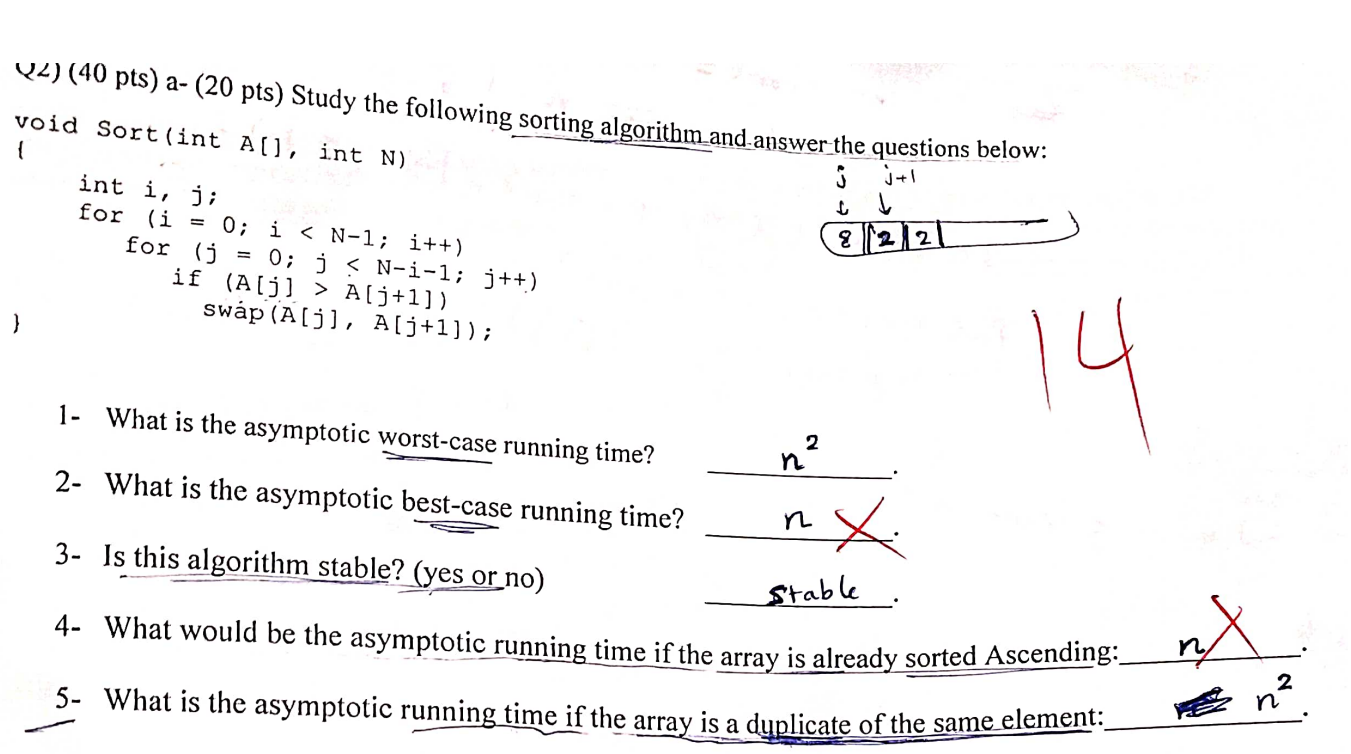 Q2) (40 pts) a- (20 pts) Study the following sorting algorithm and answer the questions below:
void Sort(int A[], int N)
{
int i, j;
for (i = 0; i < N-1; i++)
for (j = 0; j < N-i-1; j++)
if (A[j] > A[j+1])
swap(A[j], A[j+1]);
}
j j+1
8 2 2
14
1- What is the asymptotic worst-case running time? n² .
2- What is the asymptotic best-case running time? n .
3- Is this algorithm stable? (yes or no) stable .
4- What would be the asymptotic running time if the array is already sorted Ascending: n .
5- What is the asymptotic running time if the array is a duplicate of the same element: n² .